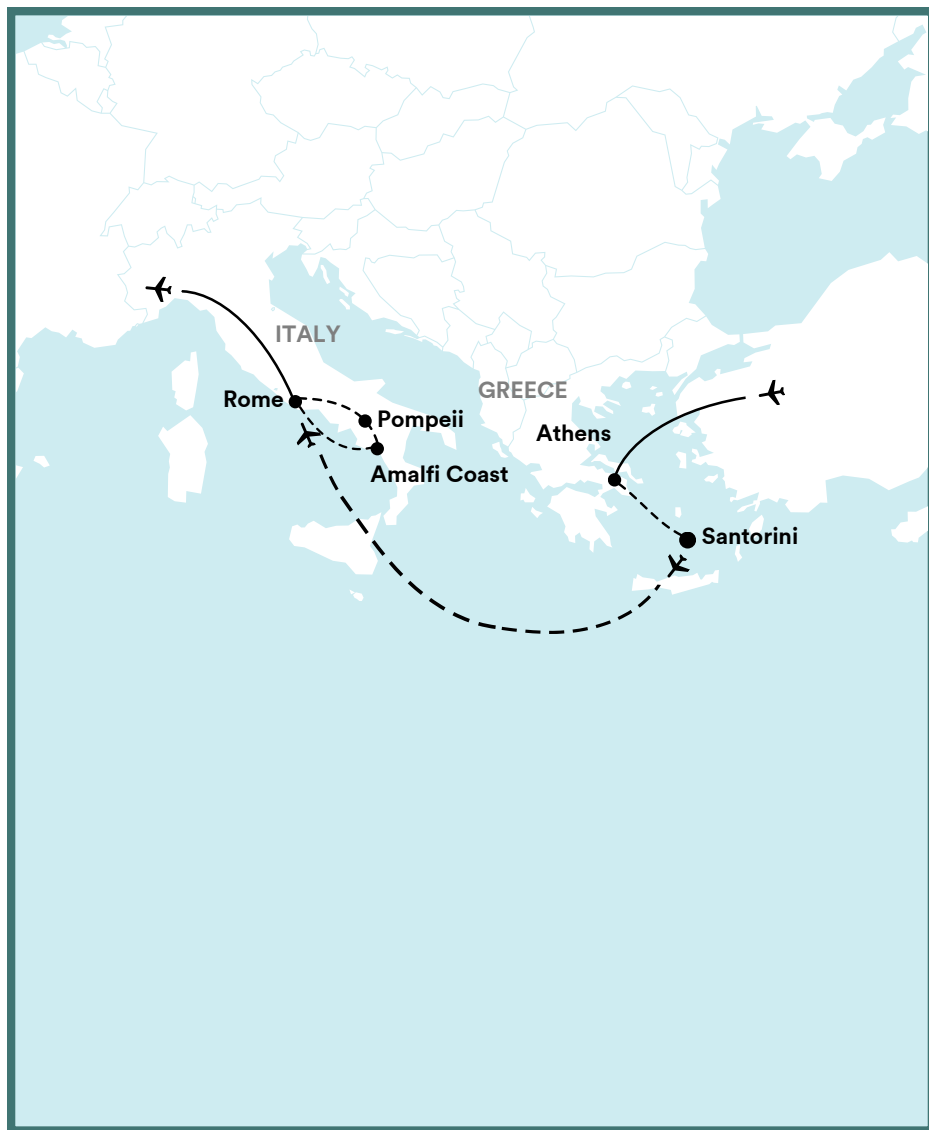 ITALY
GREECE
Rome
Pompeii
Athens
Amalfi Coast
Santorini